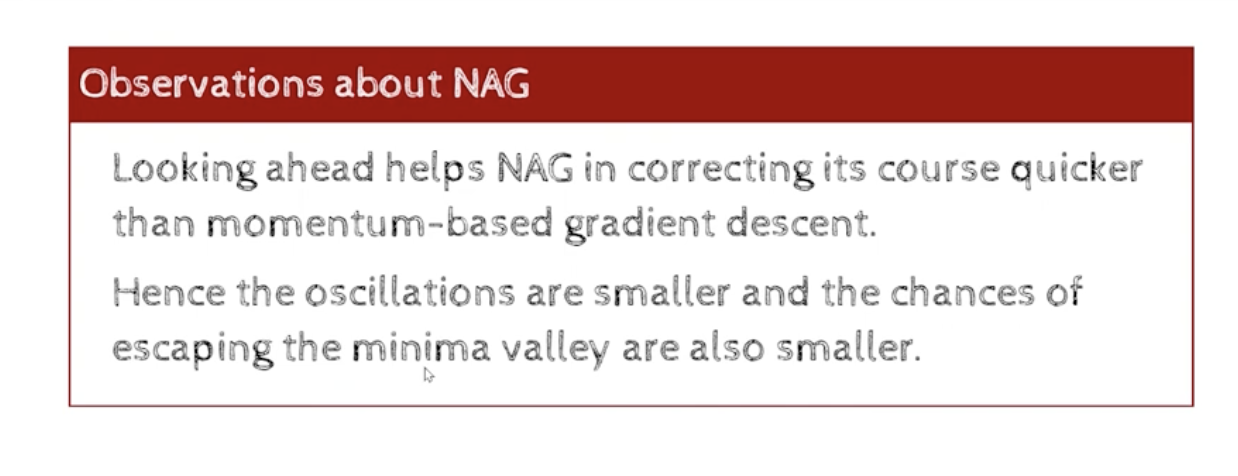 Observations about NAG
Looking ahead helps NAG in correcting its course quicker
than momentum-based gradient descent.
Hence the oscillations are smaller and the chances of
escaping the minima valley are also smaller.